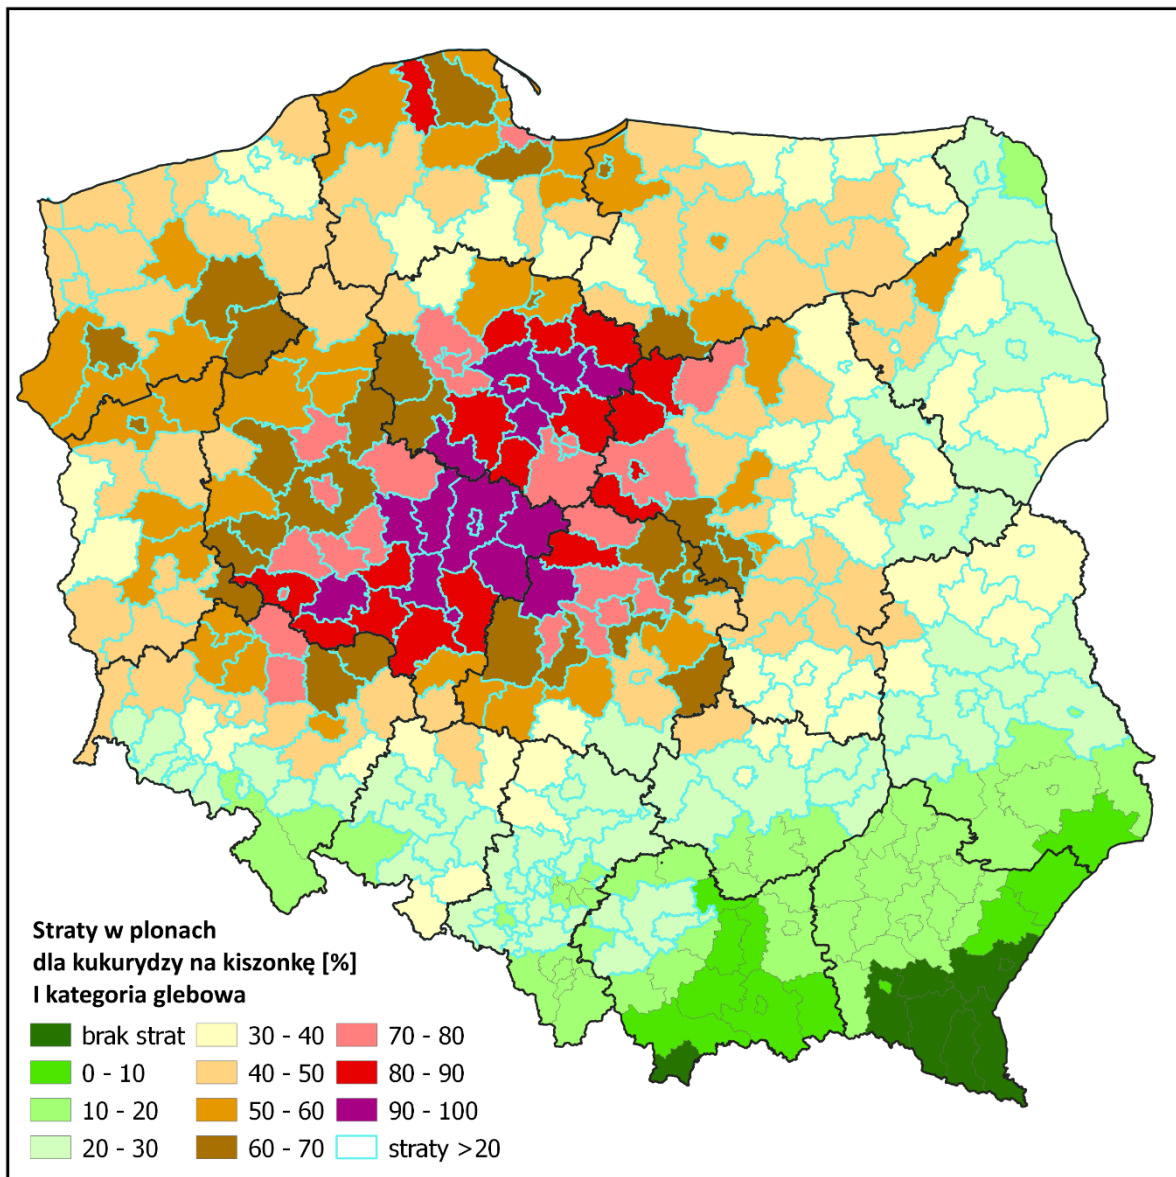 Straty w plonach
dla kukurydzy na kiszonkę [%]
I kategoria glebowa
brak strat
0 - 10
10 - 20
20 - 30
30 - 40
40 - 50
50 - 60
60 - 70
70 - 80
80 - 90
90 - 100
straty >20